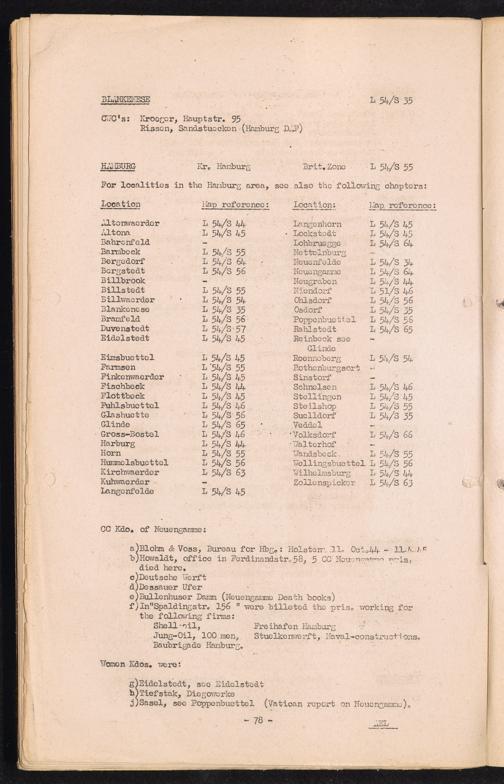 BLANKENESE L 54/S 35
CWC's: Kroeger, Hauptstr. 95
Rissen, Sandstuecken (Hamburg DAF)
HAMBURG Kr. Hamburg Brit.Zone L 54/S 55
For localities in the Hamburg area, see also the following chapters:
Location Map reference: Location: Map reference:
Altenwaerder L 54/S 44 Langenhorn L 54/S 45
Altona L 54/S 45 Lockstedt L 54/S 45
Bahrenfeld - Lohbruegge L 54/S 64
Barmbeck L 54/S 55 Nettelnburg -
Bergedorf L 54/S 64 Neuenfelde L 54/S 34
Bergstedt L 54/S 56 Neuengamme L 54/S 64
Billbrook - Neugraben L 54/S 44
Billstedt L 54/S 55 Niendorf L 51/S 46
Billwaerder L 54/S 54 Ohlsdorf L 54/S 56
Blankenese L 54/S 35 Osdorf L 54/S 35
Bramfeld L 54/S 56 Poppenbuettel L 54/S 56
Duvenstedt L 54/S 57 Rahlstedt L 54/S 65
Eidelstedt L 54/S 45 Reinbeck see -
Glinde
Eimsbuettel L 54/S 45 Roenneberg L 54/S 54
Farmsen L 54/S 55 Rothenburgsort -
Finkenwaerder L 54/S 45 Sinstorf -
Fischbeck L 54/S 44 Schnelsen L 54/S 46
Flottbeck L 54/S 45 Stellingen L 54/S 45
Fuhlsbuettel L 54/S 46 Steilshop L 54/S 55
Glashuette L 54/S 56 Suelldorf L 54/S 35
Glinde L 54/S 65 Veddel -
Gross-Bostel L 54/S 46 Volksdorf L 54/S 66
Harburg L 54/S 44 Walterhof -
Horn L 54/S 55 Wandsbeck L 54/S 55
Hummelsbuettel L 54/S 56 Wellingsbuettel L 54/S 56
Kirchwaerder L 54/S 63 Wilhelmsburg L 54/S 44
Kuhwaerder - Zollenspicker L 54/S 63
Langenfelde L 54/S 45
CC Kdo. of Neuengamme:
a)Blohm & Voss, Bureau for Hbg.: Holstein 11. Oct.44 - 11.
b)Howaldt, office in Ferdinandstr.58, 5 CC Neuengamme pris.
died here.
c)Deutsche Werft
d)Dessauer Ufer
e)Bullenhuser Damm (Neuengamme Death books)
f)In"Spaldingstr. 156 " were billeted the pris. working for
the following firms:
Shell-oil, Freihafen Hamburg
Jung-Oil, 100 men, Stuelkenwerft, Naval-constructions.
Baubrigade Hamburg.
Women Kdos. were:
g)Eidelstedt, see Eidelstedt
h)Tiefstak, Diagowerke
j)Sasel, see Poppenbuettel (Vatican report on Neuengamme).
- 78 -